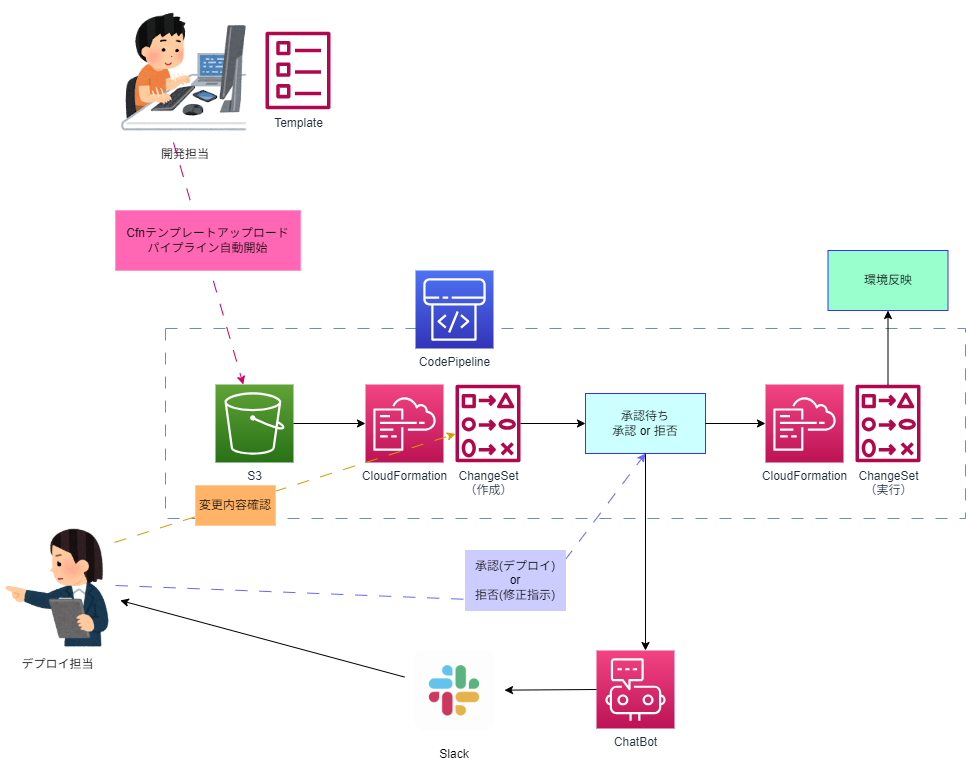 Template
開発担当
Cfnテンプレートアップロード
パイプライン自動開始
環境反映
CodePipeline
承認待ち
承認 or 拒否
S3
CloudFormation
ChangeSet
（作成）
CloudFormation
ChangeSet
（実行）
変更内容確認
承認(デプロイ)
or
拒否(修正指示)
デプロイ担当
ChatBot
Slack